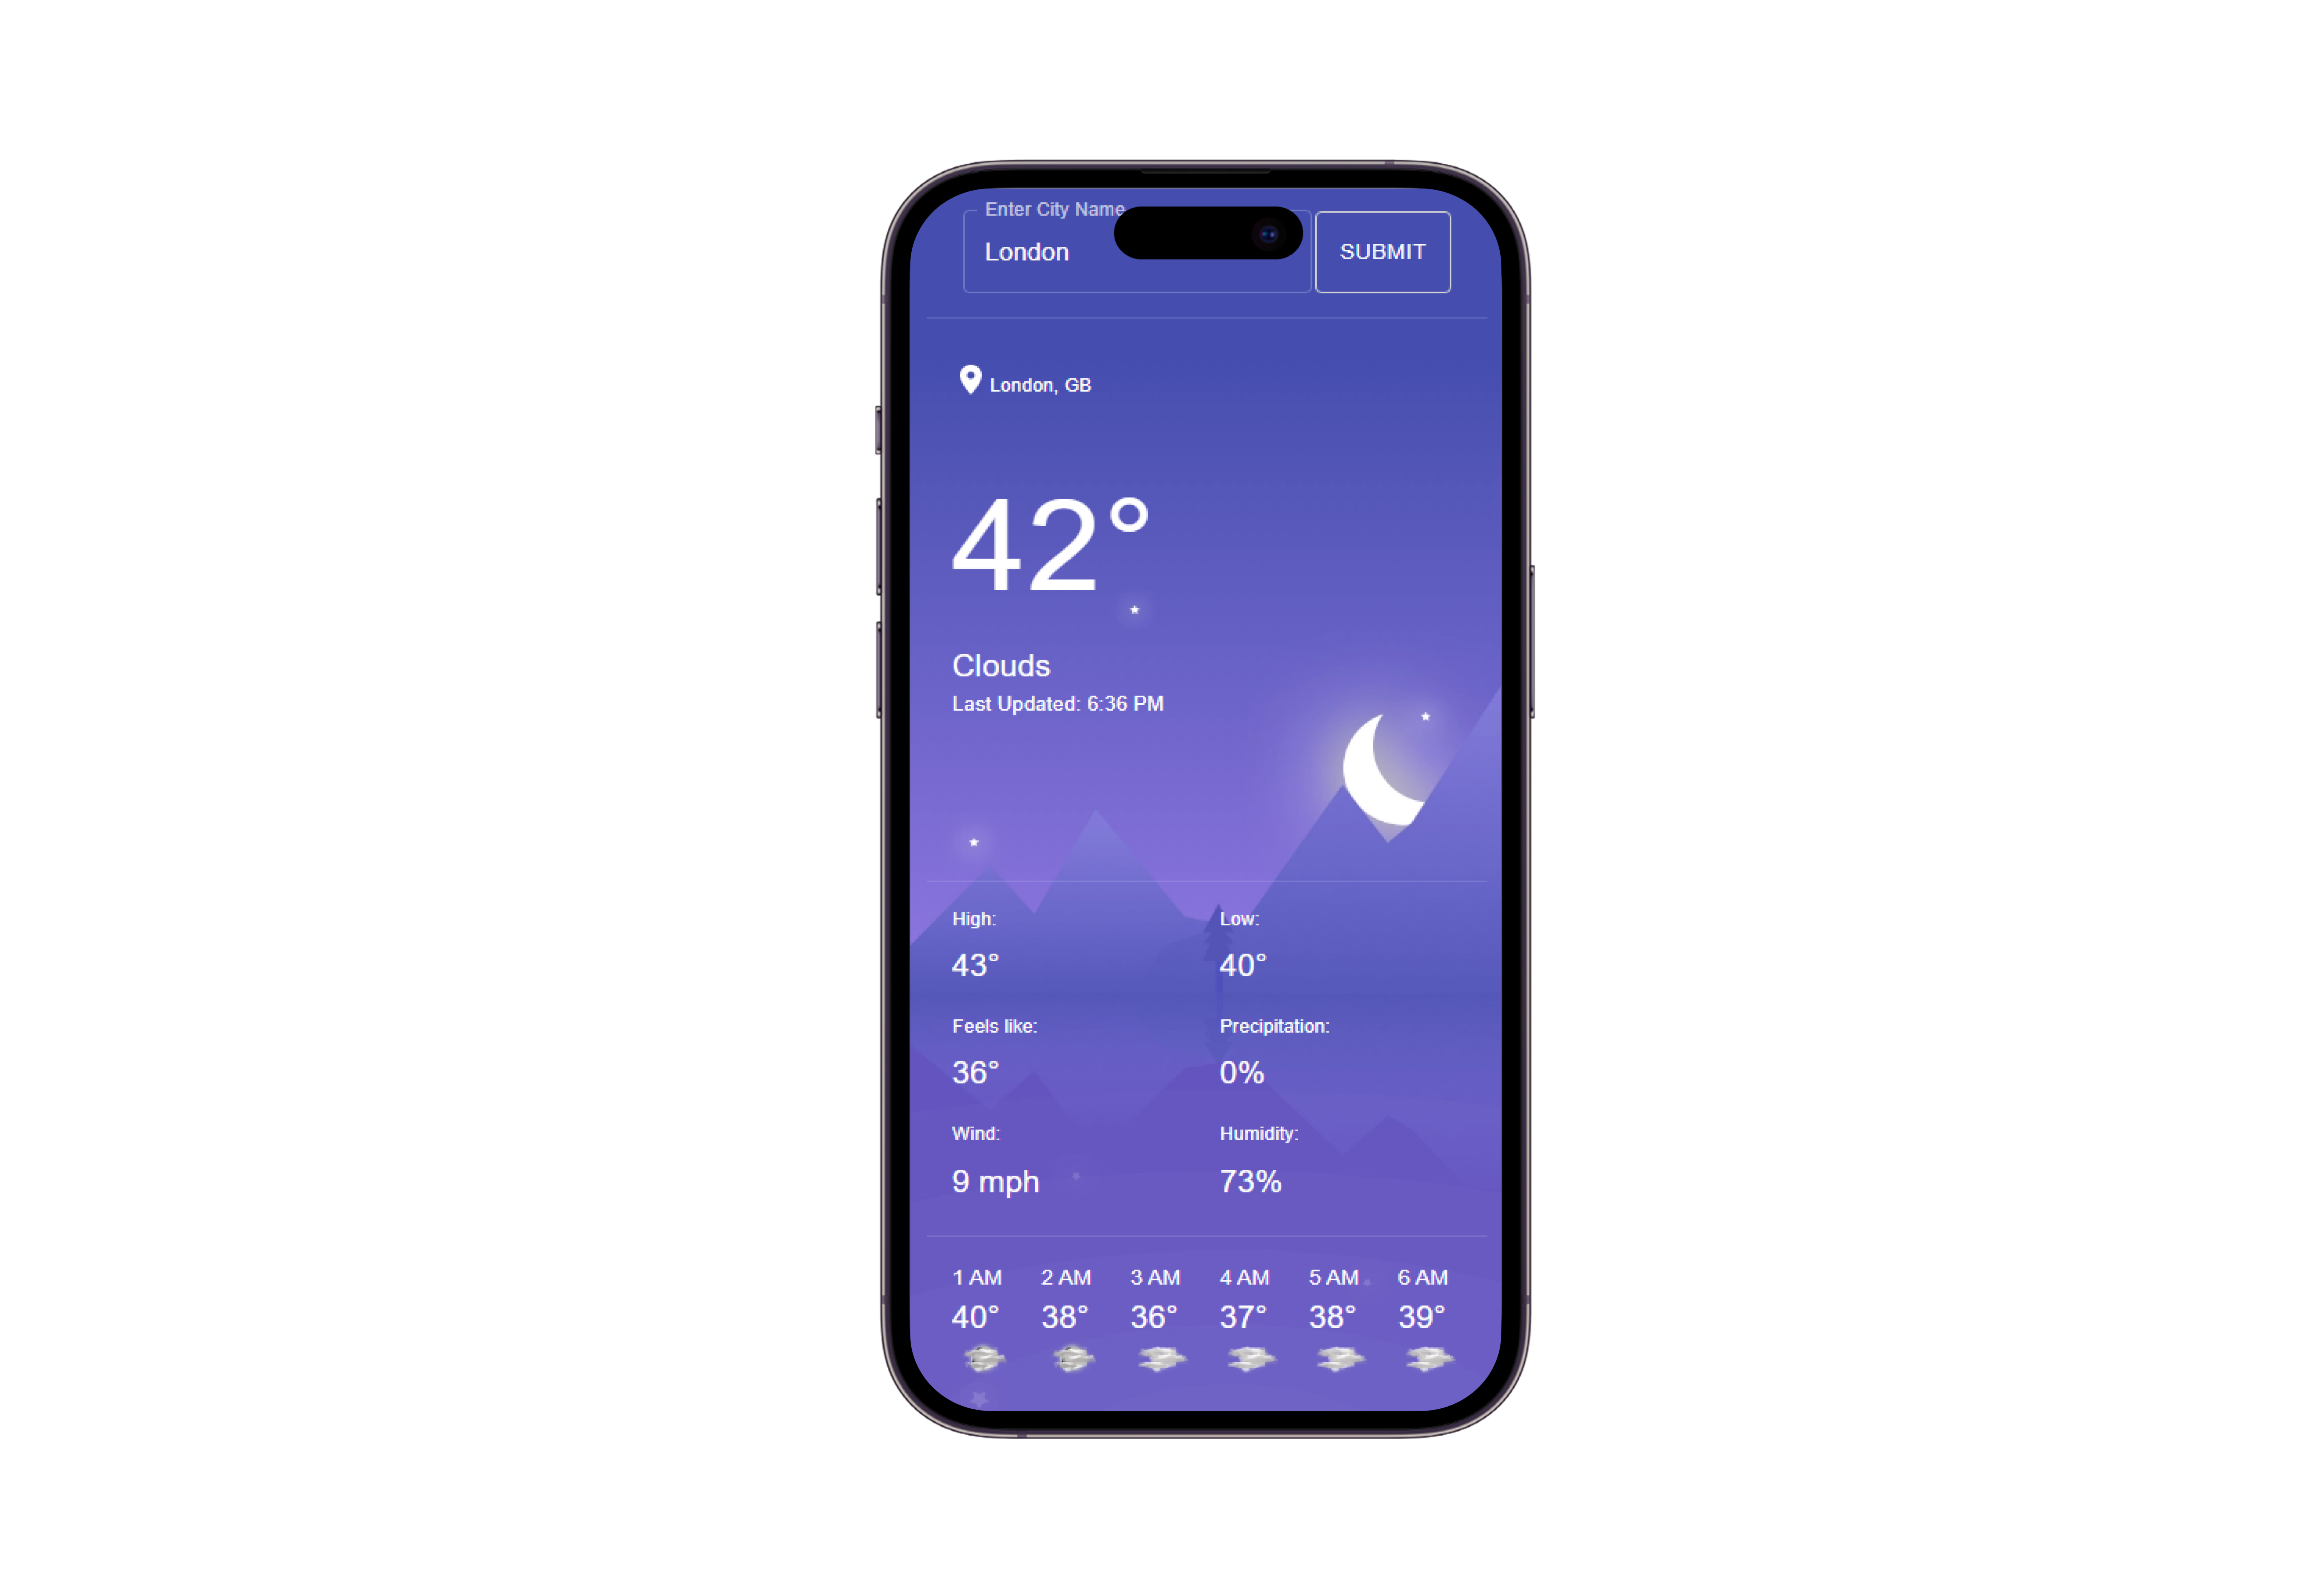 Enter City Name
London
SUBMIT
London, GB
42°
Clouds
Last Updated: 6:36 PM
High: Low:
43° 40°
Feels like: Precipitation:
36° 0%
Wind: Humidity:
9 mph 73%
1 AM 2 AM 3 AM 4 AM 5 AM 6 AM
40° 38° 36° 37° 38° 39°